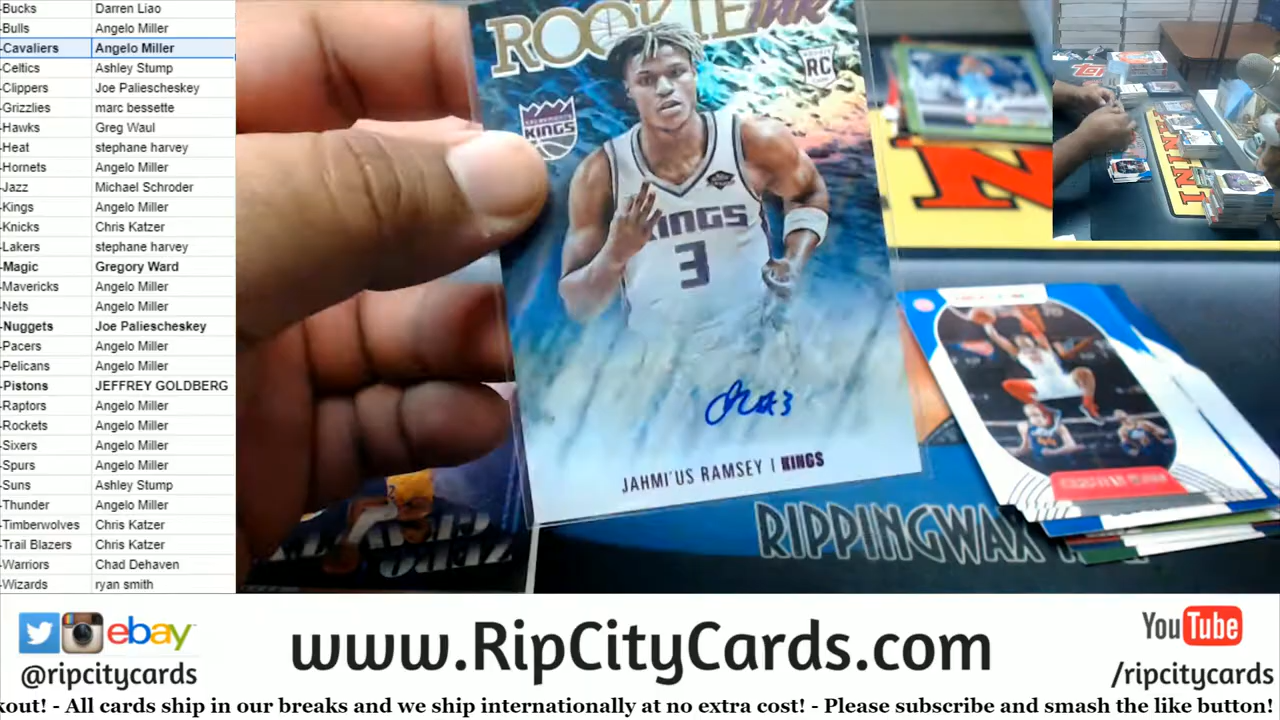 -Bucks Darren Liao
-Bulls Angelo Miller
-Cavaliers Angelo Miller
-Celtics Ashley Stump
-Clippers Joe Paliescheskey
-Grizzlies marc bessette
-Hawks Greg Waul
-Heat stephane harvey
-Hornets Angelo Miller
-Jazz Michael Schroder
-Kings Angelo Miller
-Knicks Chris Katzer
-Lakers stephane harvey
-Magic Gregory Ward
-Mavericks Angelo Miller
-Nets Angelo Miller
-Nuggets Joe Paliescheskey
-Pacers Angelo Miller
-Pelicans Angelo Miller
-Pistons JEFFREY GOLDBERG
-Raptors Angelo Miller
-Rockets Angelo Miller
-Sixers Angelo Miller
-Spurs Angelo Miller
-Suns Ashley Stump
-Thunder Angelo Miller
-Timberwolves Chris Katzer
-Trail Blazers Chris Katzer
-Warriors Chad Dehaven
-Wizards ryan smith
ROOKIE Ink
RC
KINGS
KINGS
3
JAHMI'US RAMSEY | KINGS
RIPPINGWAX
ebay
@ripcitycards
www.RipCityCards.com
YouTube
/ripcitycards
kout! - All cards ship in our breaks and we ship internationally at no extra cost! - Please subscribe and smash the like button!